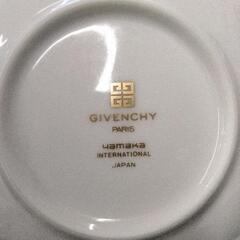 GIVENCHY
PARIS
yamaka
INTERNATIONAL
JAPAN